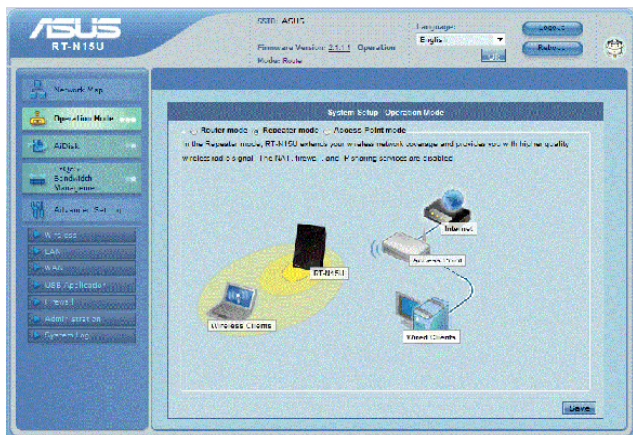 ASUS
RT-N15U
SSID: ASUS
Language:
English
Logout
Firmware Version: 2.1.1.1 Operation
Mode: Router
Reboot
Network Map
Operation Mode
AiDisk
Bandwidth
Management
Advanced Setting
Wireless
LAN
WAN
USB Application
Firewall
Administration
System Log
System Setup - Operation Mode
Router mode Repeater mode Access Point mode
In the Repeater mode, RT-N15U extends your wireless network coverage and provides you with higher quality
wireless radio signal. The NAT, firewall, and IP sharing services are disabled.
Internet
Access Point
RT-N15U
Wireless Clients
Wired Clients
Save